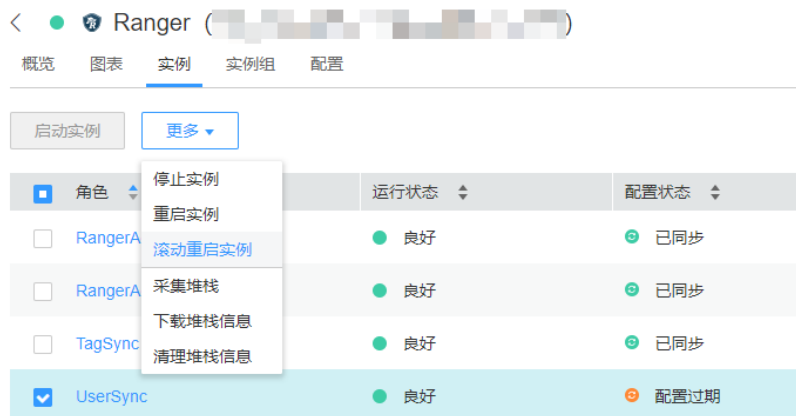 Ranger ( )
概览 图表 实例 实例组 配置
启动实例 更多
角色 运行状态 配置状态
停止实例
重启实例
RangerA 良好 已同步
滚动重启实例
采集堆栈
RangerA 良好 已同步
下载堆栈信息
TagSync 良好 已同步
清理堆栈信息
UserSync 良好 配置过期